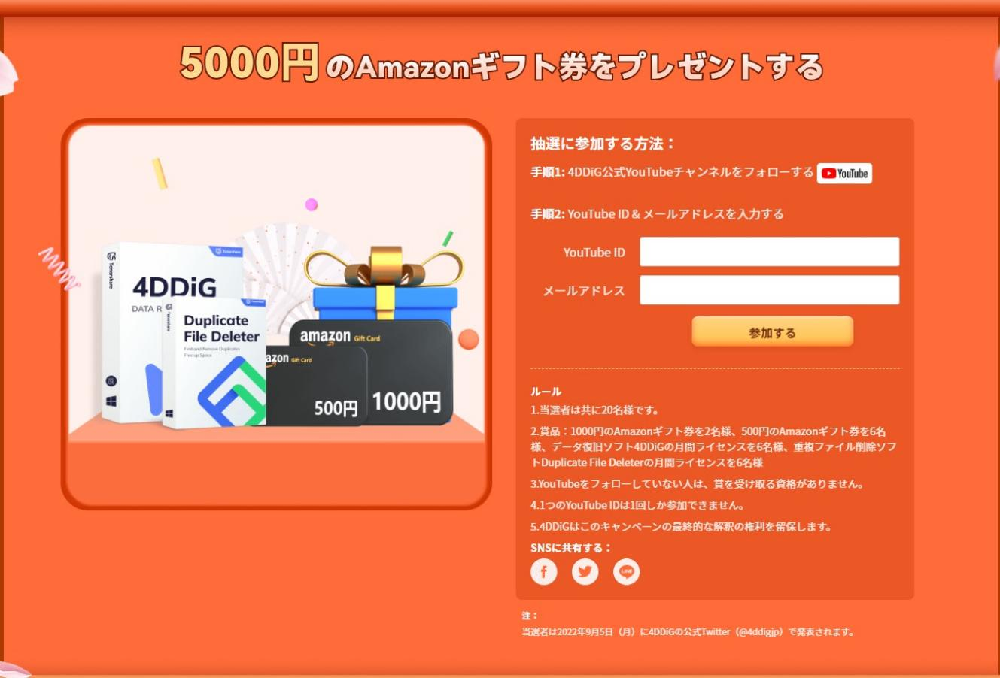 5000円のAmazonギフト券をプレゼントする
抽選に参加する方法：
手順1: 4DDiG公式YouTubeチャンネルをフォローする YouTube
手順2: YouTube ID & メールアドレスを入力する
YouTube ID
メールアドレス
参加する
ルール
1.当選者は共に20名様です。
2.賞品：1000円のAmazonギフト券を2名様、500円のAmazonギフト券を6名
様、データ復旧ソフト4DDiGの月間ライセンスを6名様、重複ファイル削除ソフ
トDuplicate File Deleterの月間ライセンスを6名様
3.YouTubeをフォローしていない人は、賞を受け取る資格がありません。
4.1つのYouTube IDは1回しか参加できません。
5.4DDiGはこのキャンペーンの最終的な解釈の権利を留保します。
SNSに共有する：
LINE
注：
当選者は2022年9月5日（月）に4DDiGの公式Twitter（@4ddigjp）で発表されます。
Tenorshare
Tenorshare
4DDiG
DATA R
Tenorshare
Duplicate
File Deleter
Find and Remove Duplicates
Free up Space
amazon Gift Card
1000円
azon Gift Card
500円